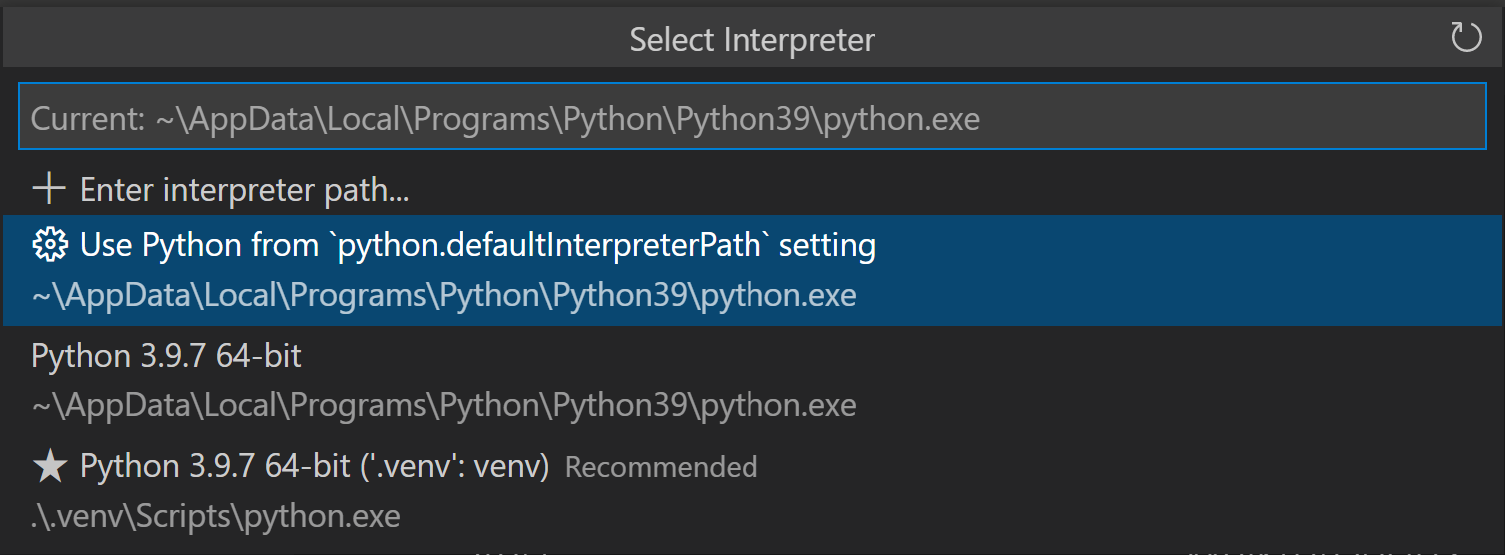 Select Interpreter
Current: ~\AppData\Local\Programs\Python\Python39\python.exe
Enter interpreter path...
Use Python from `python.defaultInterpreterPath` setting
~\AppData\Local\Programs\Python\Python39\python.exe
Python 3.9.7 64-bit
~\AppData\Local\Programs\Python\Python39\python.exe
Python 3.9.7 64-bit ('.venv': venv) Recommended
.\.venv\Scripts\python.exe